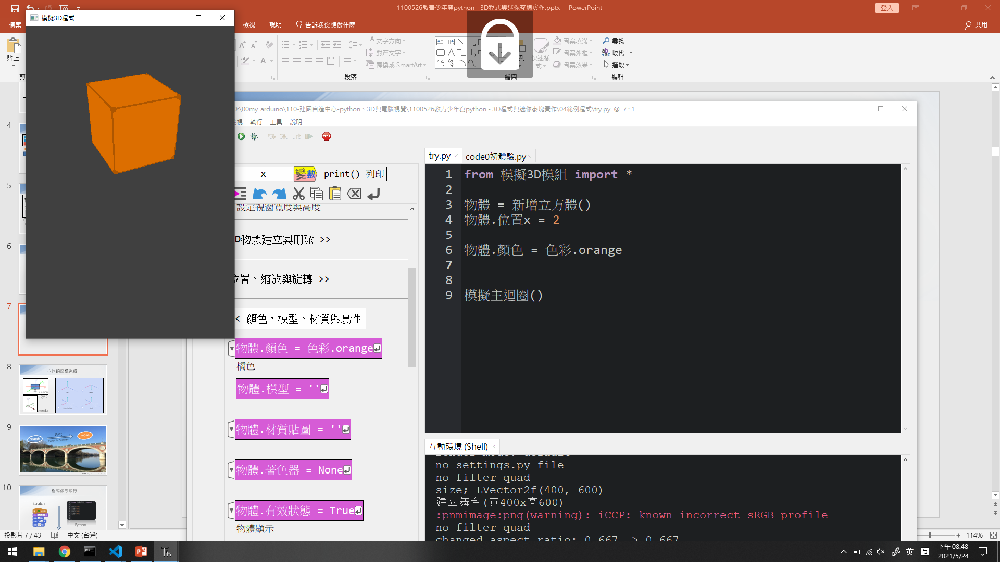 1100526教青少年寫python - 3D程式與迷你麥塊實作.pptx - PowerPoint
登入
檔案
檢視
說明
告訴我您想做什麼
共用
模擬3D程式
貼上
文字方向
對齊文字
轉換成 SmartArt
段落
快速樣式
圖案填滿
圖案外框
圖案效果
繪圖
尋找
取代
選取
編輯
D:\00my_arduino\110-建國自造中心-python、3D與電腦視覺\1100526教青少年寫python - 3D程式與迷你麥塊實作\04範例程式\try.py @ 7 : 1
檢視 執行 工具 說明
STOP
x
變數
print() 列印
設定視窗寬度與高度
D物體建立與刪除 >>
位置、縮放與旋轉 >>
< 顏色、模型、材質與屬性
物體.顏色 = 色彩.orange
橘色
物體.模型 = ''
物體.材質貼圖 = ''
物體.著色器 = None
物體.有效狀態 = True
物體顯示
try.py
code0初體驗.py
1 from 模擬3D模組 import *
2
3 物體 = 新增立方體()
4 物體.位置x = 2
5
6 物體.顏色 = 色彩.orange
7
8
9 模擬主迴圈()
互動環境 (Shell)
render mode: default
no settings.py file
no filter quad
size; LVector2f(400, 600)
建立舞台(寬400x高600)
:pnmimage:png(warning): iCCP: known incorrect sRGB profile
no filter quad
changed aspect ratio: 0.667 -> 0.667
4
5
6
7
8
不同的座標系統
py4t
blender
9
Scratch
Py4t
Python
10
程式依序執行
Scratch
Python
投影片 7 / 43
中文 (台灣)
114%
英
下午 08:48
2021/5/24